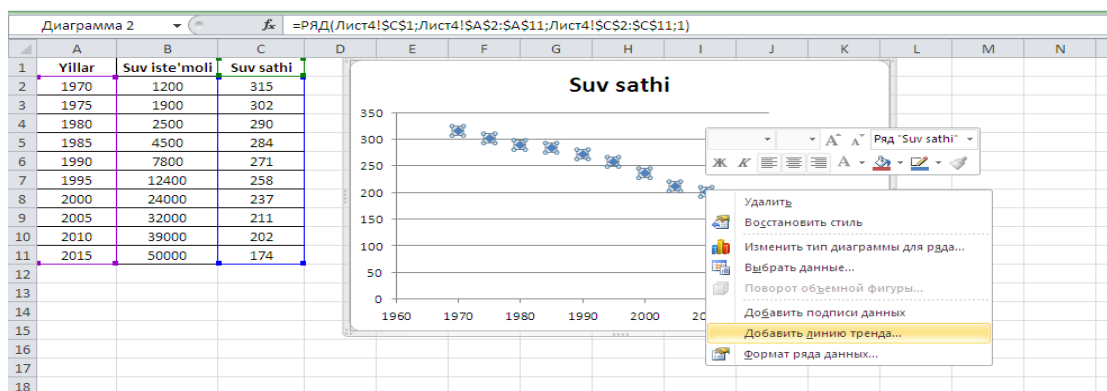 Диаграмма 2 fx =РЯД(Лист4!$C$1;Лист4!$A$2:$A$11;Лист4!$C$2:$C$11;1)
A B C D E F G H I J K L M N
1 Yillar Suv iste'moli Suv sathi
2 1970 1200 315
3 1975 1900 302
4 1980 2500 290
5 1985 4500 284
6 1990 7800 271
7 1995 12400 258
8 2000 24000 237
9 2005 32000 211
10 2010 39000 202
11 2015 50000 174
12
13
14
15
16
17
18
Suv sathi
350
300
250
200
150
100
50
0
1960 1970 1980 1990 2000 20
A A Ряд "Suv sathi"
Ж К A
Удалить
Восстановить стиль
Изменить тип диаграммы для ряда...
Выбрать данные...
Поворот объемной фигуры...
Добавить подписи данных
Добавить линию тренда...
Формат ряда данных...